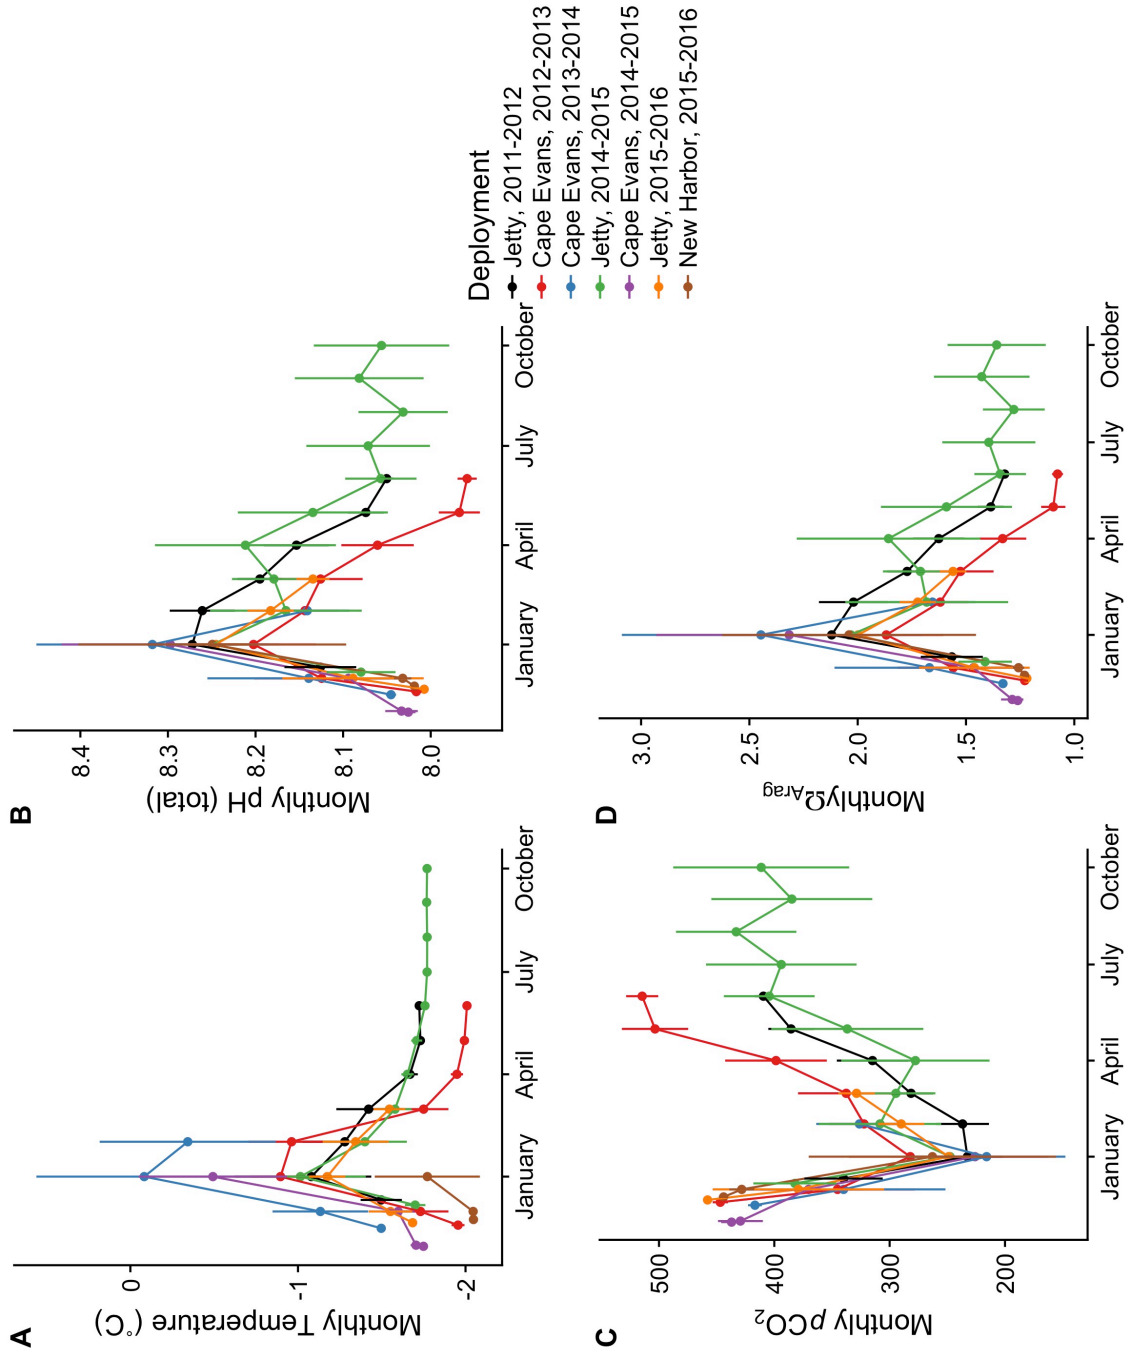 A
Monthly Temperature (°C)
0
-1
-2
January
April
July
October
B
Monthly pH (total)
8.4
8.3
8.2
8.1
8.0
January
April
July
October
C
Monthly pCO₂
500
400
300
200
January
April
July
October
D
MonthlyΩArag
3.0
2.5
2.0
1.5
1.0
January
April
July
October
Deployment
Jetty, 2011-2012
Cape Evans, 2012-2013
Cape Evans, 2013-2014
Jetty, 2014-2015
Cape Evans, 2014-2015
Jetty, 2015-2016
New Harbor, 2015-2016